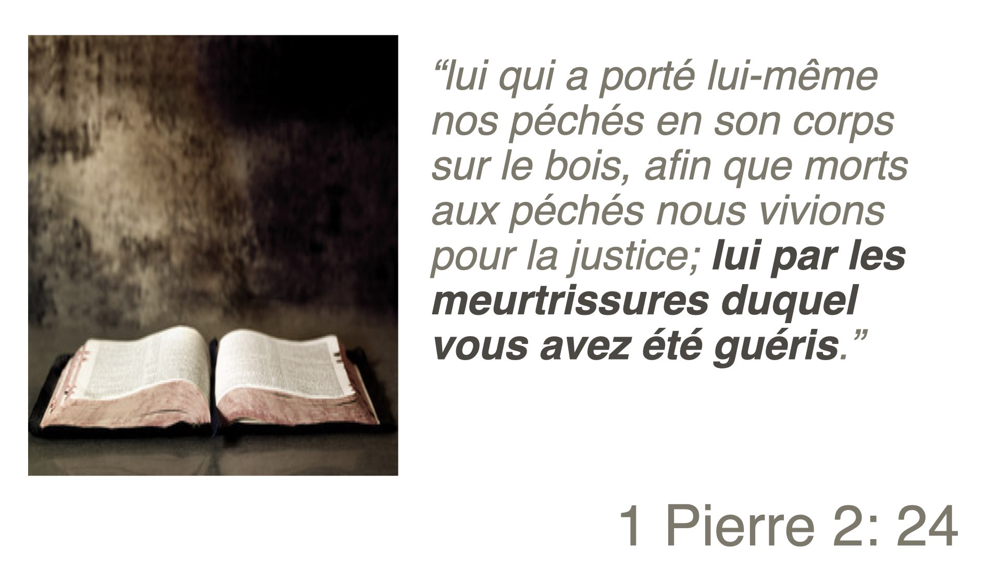 “lui qui a porté lui-même
nos péchés en son corps
sur le bois, afin que morts
aux péchés nous vivions
pour la justice; lui par les
meurtrissures duquel
vous avez été guéris.”
1 Pierre 2: 24